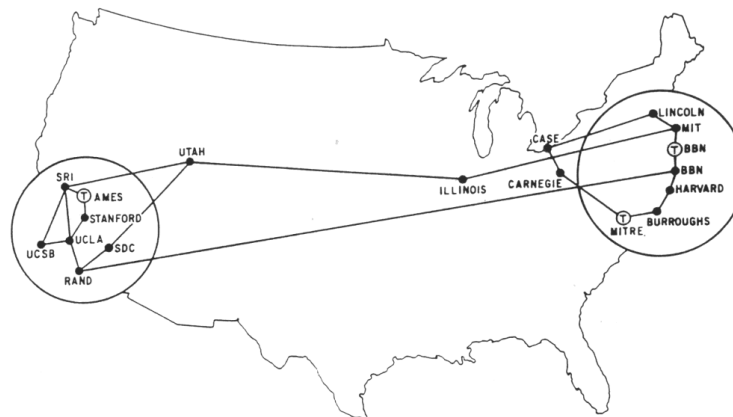 LINCOLN
MIT
CASE
T BBN
UTAH
BBN
SRI
ILLINOIS
CARNEGIE
HARVARD
T AMES
STANFORD
T
BURROUGHS
MITRE
UCLA
SDC
UCSB
RAND